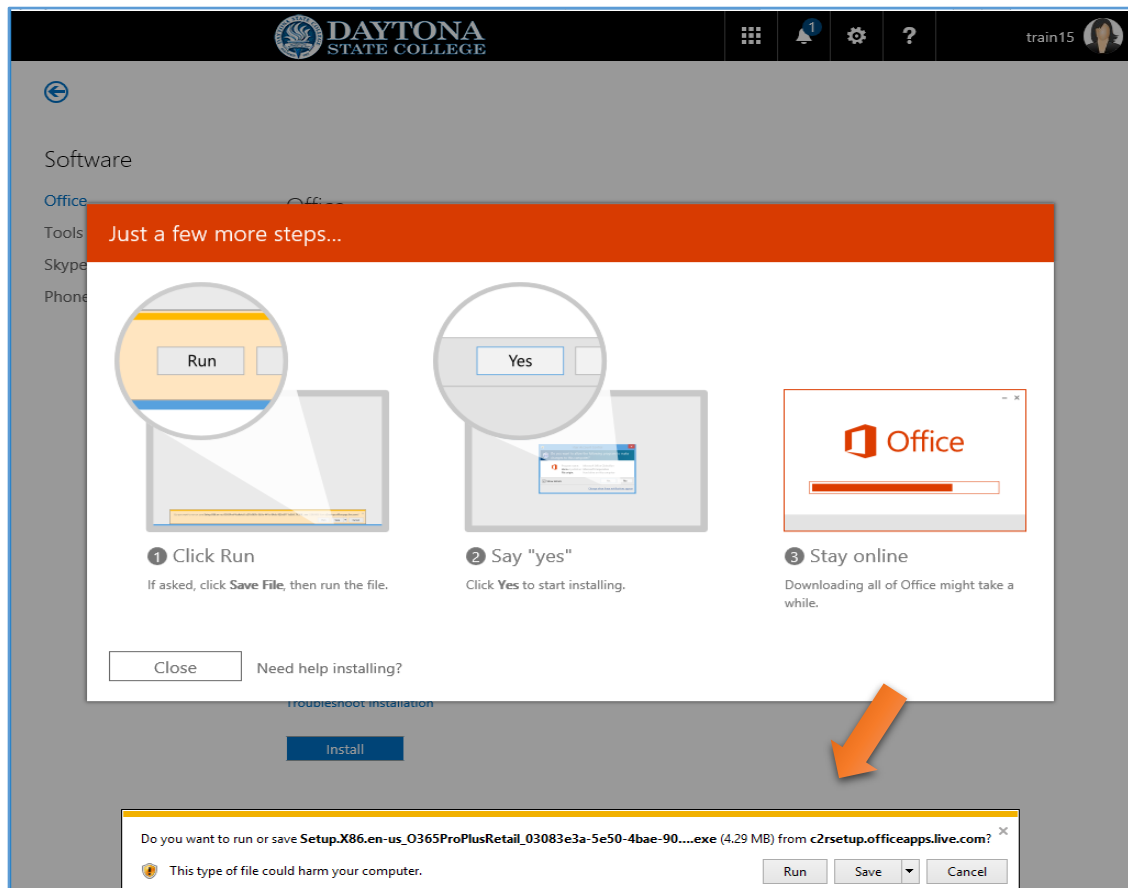 DAYTONA
STATE COLLEGE
1
?
train15
Software
Office
Office
Tools
Skype
Phone
Just a few more steps...
Run
Yes
Office
1 Click Run
2 Say "yes"
3 Stay online
If asked, click Save File, then run the file.
Click Yes to start installing.
Downloading all of Office might take a
while.
Close
Need help installing?
Troubleshoot installation
Install
Do you want to run or save Setup.X86.en-us_O365ProPlusRetail_03083e3a-5e50-4bae-90....exe (4.29 MB) from c2rsetup.officeapps.live.com?
This type of file could harm your computer.
Run
Save
Cancel